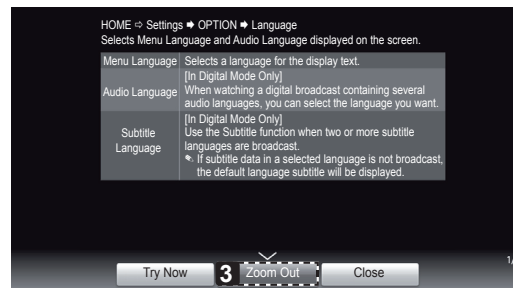 HOME ⇨ Settings ➡ OPTION ➡ Language
Selects Menu Language and Audio Language displayed on the screen.
Menu Language Selects a language for the display text.
[In Digital Mode Only]
Audio Language When watching a digital broadcast containing several
audio languages, you can select the language you want.
[In Digital Mode Only]
Subtitle Use the Subtitle function when two or more subtitle
Language languages are broadcast.
If subtitle data in a selected language is not broadcast,
the default language subtitle will be displayed.
Try Now 3 Zoom Out Close
1/